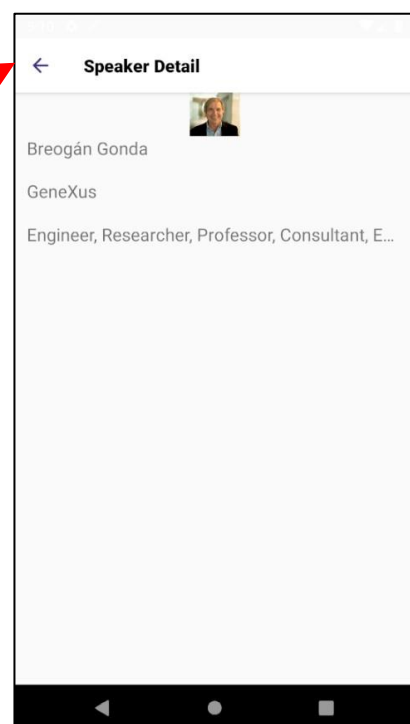 Speaker Detail
Breogán Gonda
GeneXus
Engineer, Researcher, Professor, Consultant, E...